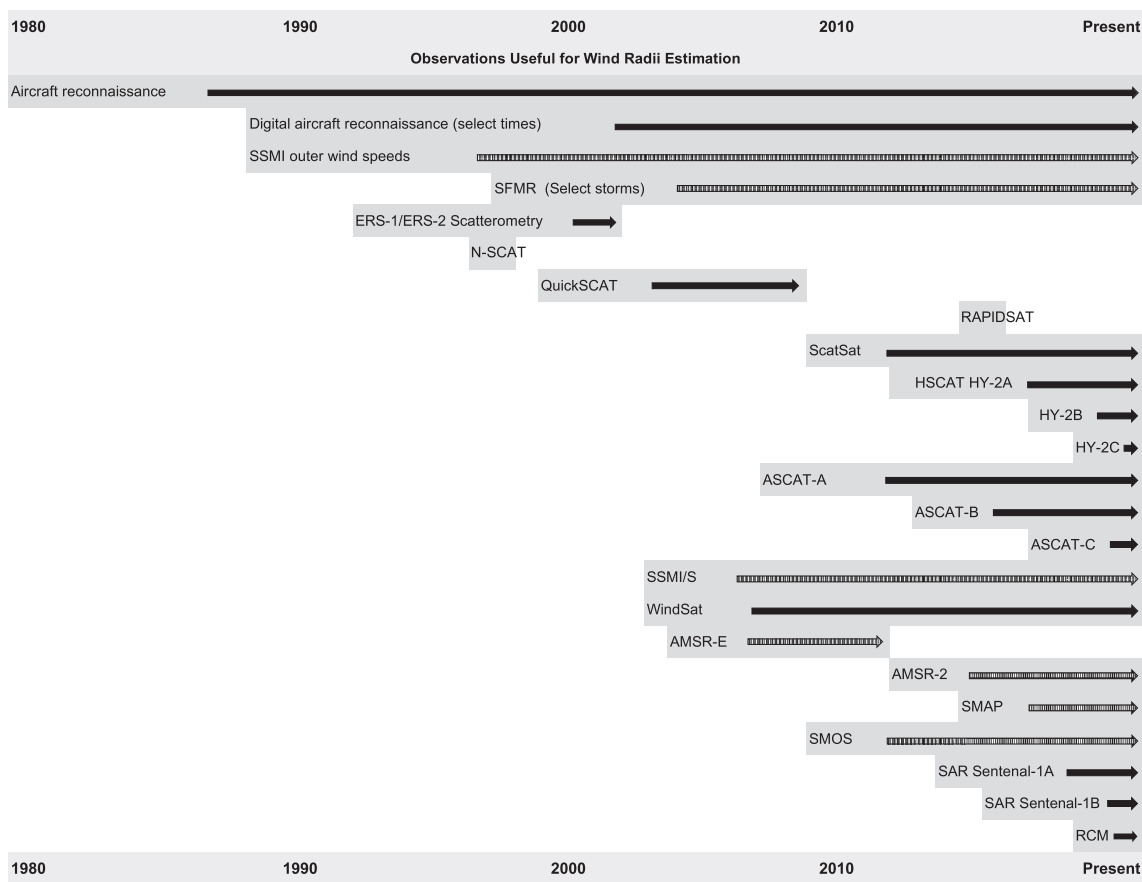 1980 1990 2000 2010 Present
Observations Useful for Wind Radii Estimation
Aircraft reconnaissance
Digital aircraft reconnaissance (select times)
SSMI outer wind speeds
SFMR (Select storms)
ERS-1/ERS-2 Scatterometry
N-SCAT
QuickSCAT
RAPIDSAT
ScatSat
HSCAT HY-2A
HY-2B
HY-2C
ASCAT-A
ASCAT-B
ASCAT-C
SSMI/S
WindSat
AMSR-E
AMSR-2
SMAP
SMOS
SAR Sentenal-1A
SAR Sentenal-1B
RCM
1980 1990 2000 2010 Present